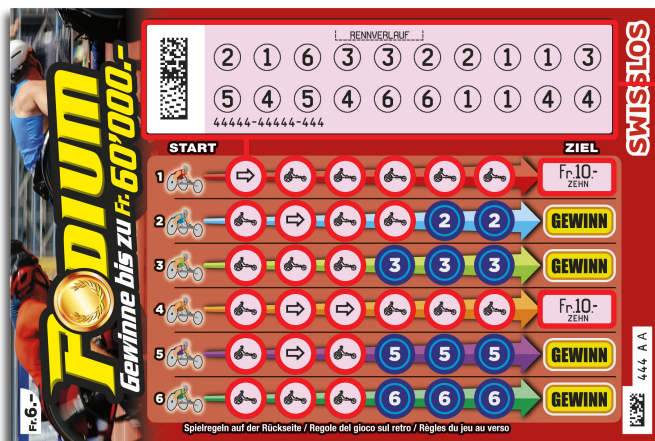 PODIUM
Gewinne bis zu Fr. 60'000.-
Fr. 6.-
RENNVERLAUF
2 1 6 3 3 2 2 1 1 3
5 4 5 4 6 6 1 1 4 4
44444-44444-444
SWISSLOS
START ZIEL
1 Fr.10.-
ZEHN
2 2 2 GEWINN
3 3 3 3 GEWINN
4 Fr.10.-
ZEHN
5 5 5 5 GEWINN
6 6 6 6 GEWINN
444 A A
Spielregeln auf der Rückseite / Regole del gioco sul retro / Règles du jeu au verso